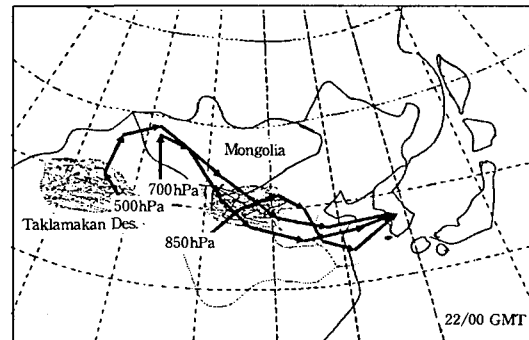 Mongolia
700hPa
500hPa
Taklamakan Des.
850hPa
22/00 GMT